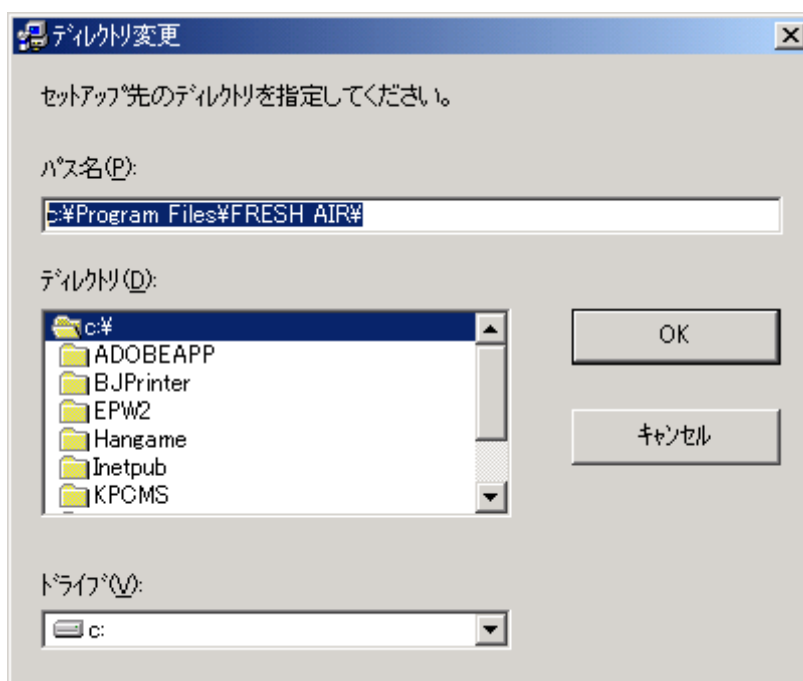 ディレクトリ変更
セットアップ先のディレクトリを指定してください。
パス名(P):
c:¥Program Files¥FRESH AIR¥
ディレクトリ(D):
c:¥
ADOBEAPP
BJPrinter
EPW2
Hangame
Inetpub
KPCMS
OK
キャンセル
ドライブ(V):
c: